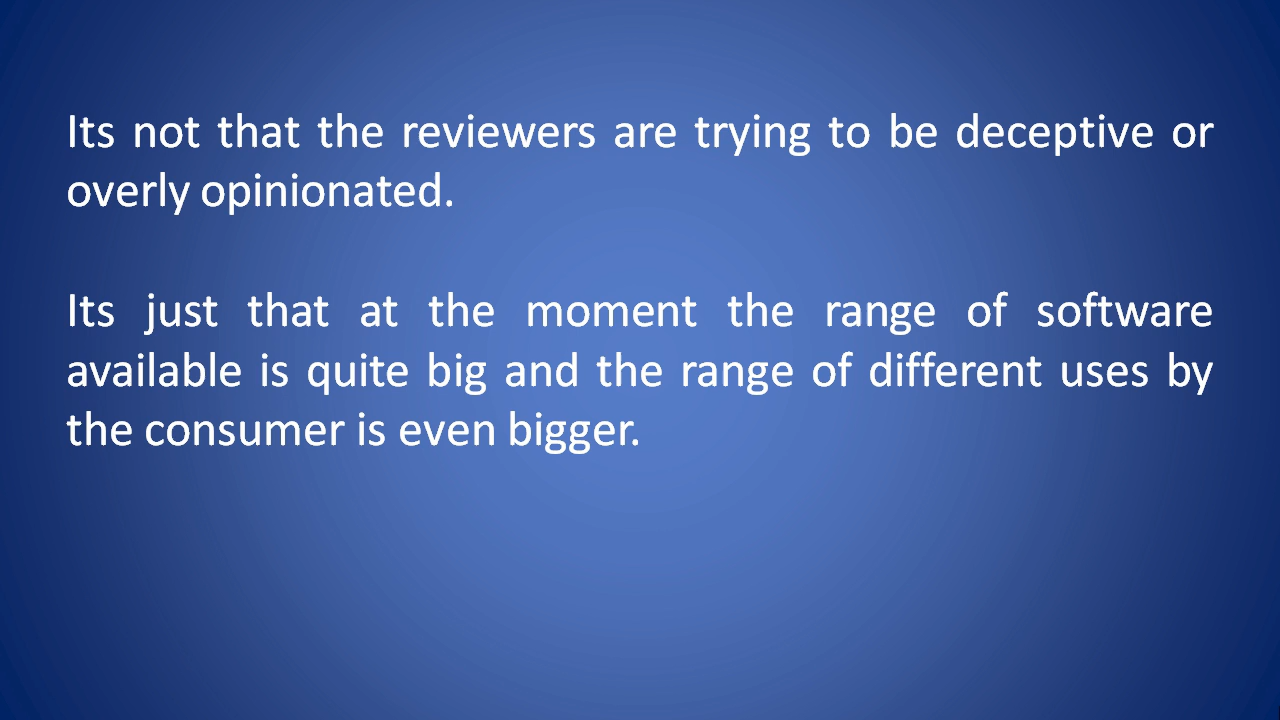 Its not that the reviewers are trying to be deceptive or
overly opinionated.
Its just that at the moment the range of software
available is quite big and the range of different uses by
the consumer is even bigger.